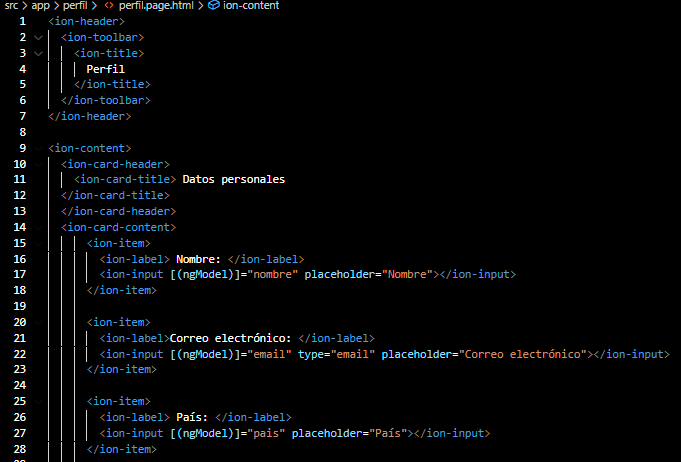 src > app > perfil > <> perfil.page.html > ion-content
1 <ion-header>
2 <ion-toolbar>
3 <ion-title>
4 Perfil
5 </ion-title>
6 </ion-toolbar>
7 </ion-header>
8
9 <ion-content>
10 <ion-card-header>
11 <ion-card-title> Datos personales
12 </ion-card-title>
13 </ion-card-header>
14 <ion-card-content>
15 <ion-item>
16 <ion-label> Nombre: </ion-label>
17 <ion-input [(ngModel)]="nombre" placeholder="Nombre"></ion-input>
18 </ion-item>
19
20 <ion-item>
21 <ion-label>Correo electrónico: </ion-label>
22 <ion-input [(ngModel)]="email" type="email" placeholder="Correo electrónico"></ion-input>
23 </ion-item>
24
25 <ion-item>
26 <ion-label> País: </ion-label>
27 <ion-input [(ngModel)]="pais" placeholder="País"></ion-input>
28 </ion-item>